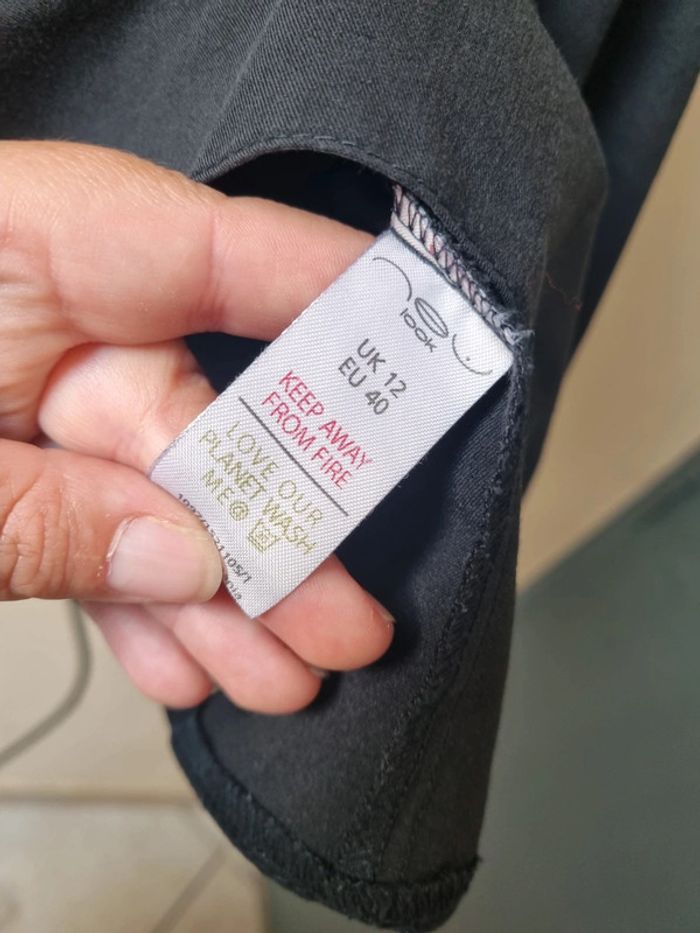 look
UK 12
EU 40
KEEP AWAY
FROM FIRE
LOVE OUR
PLANET WASH
ME@